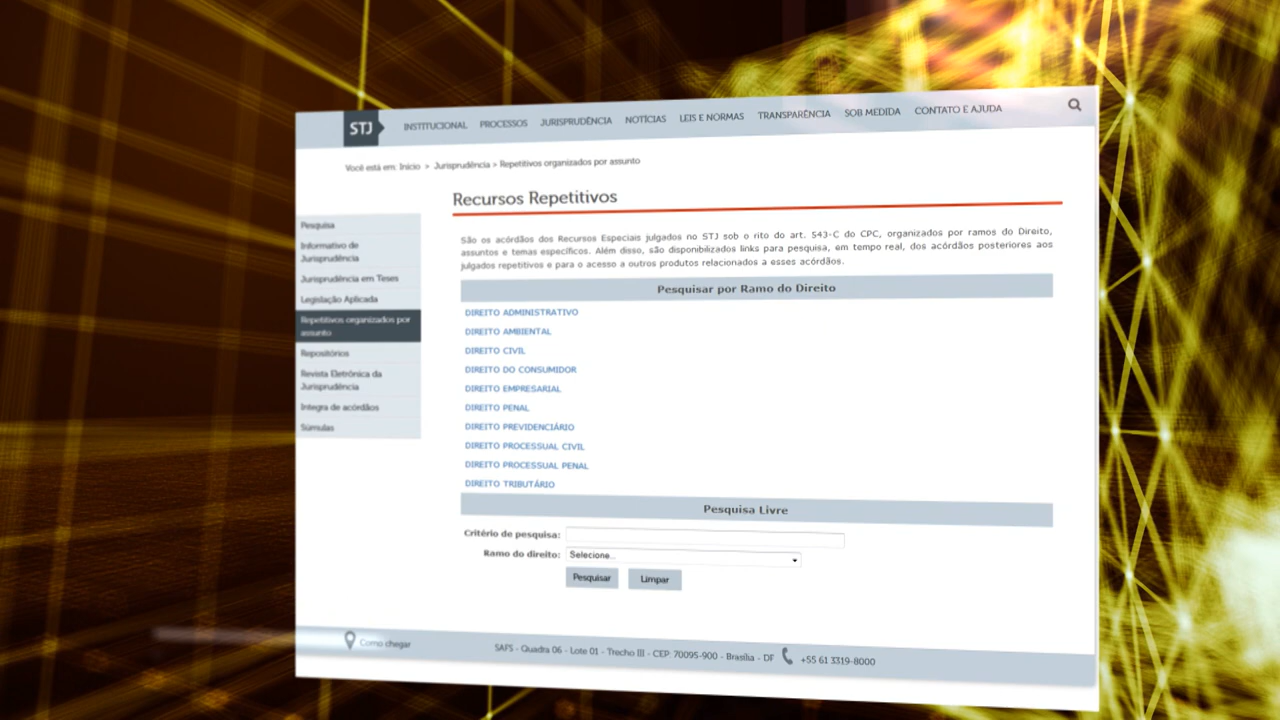 STJ INSTITUCIONAL PROCESSOS JURISPRUDÊNCIA NOTÍCIAS LEIS E NORMAS TRANSPARÊNCIA SOB MEDIDA CONTATO E AJUDA
Você está em: Início > Jurisprudência > Repetitivos organizados por assunto
Pesquisa
Informativo de
Jurisprudência
Jurisprudência em Teses
Legislação Aplicada
Repetitivos organizados por
assunto
Repositórios
Revista Eletrônica da
Jurisprudência
Integra de acórdãos
Súmulas
Recursos Repetitivos
São os acórdãos dos Recursos Especiais julgados no STJ sob o rito do art. 543-C do CPC, organizados por ramos do Direito,
assuntos e temas específicos. Além disso, são disponibilizados links para pesquisa, em tempo real, dos acórdãos posteriores aos
julgados repetitivos e para o acesso a outros produtos relacionados a esses acórdãos.
Pesquisar por Ramo do Direito
DIREITO ADMINISTRATIVO
DIREITO AMBIENTAL
DIREITO CIVIL
DIREITO DO CONSUMIDOR
DIREITO EMPRESARIAL
DIREITO PENAL
DIREITO PREVIDENCIÁRIO
DIREITO PROCESSUAL CIVIL
DIREITO PROCESSUAL PENAL
DIREITO TRIBUTÁRIO
Pesquisa Livre
Critério de pesquisa:
Ramo do direito: Selecione...
Pesquisar Limpar
Como chegar SAFS - Quadra 06 - Lote 01 - Trecho III - CEP: 70095-900 - Brasília - DF +55 61 3319-8000